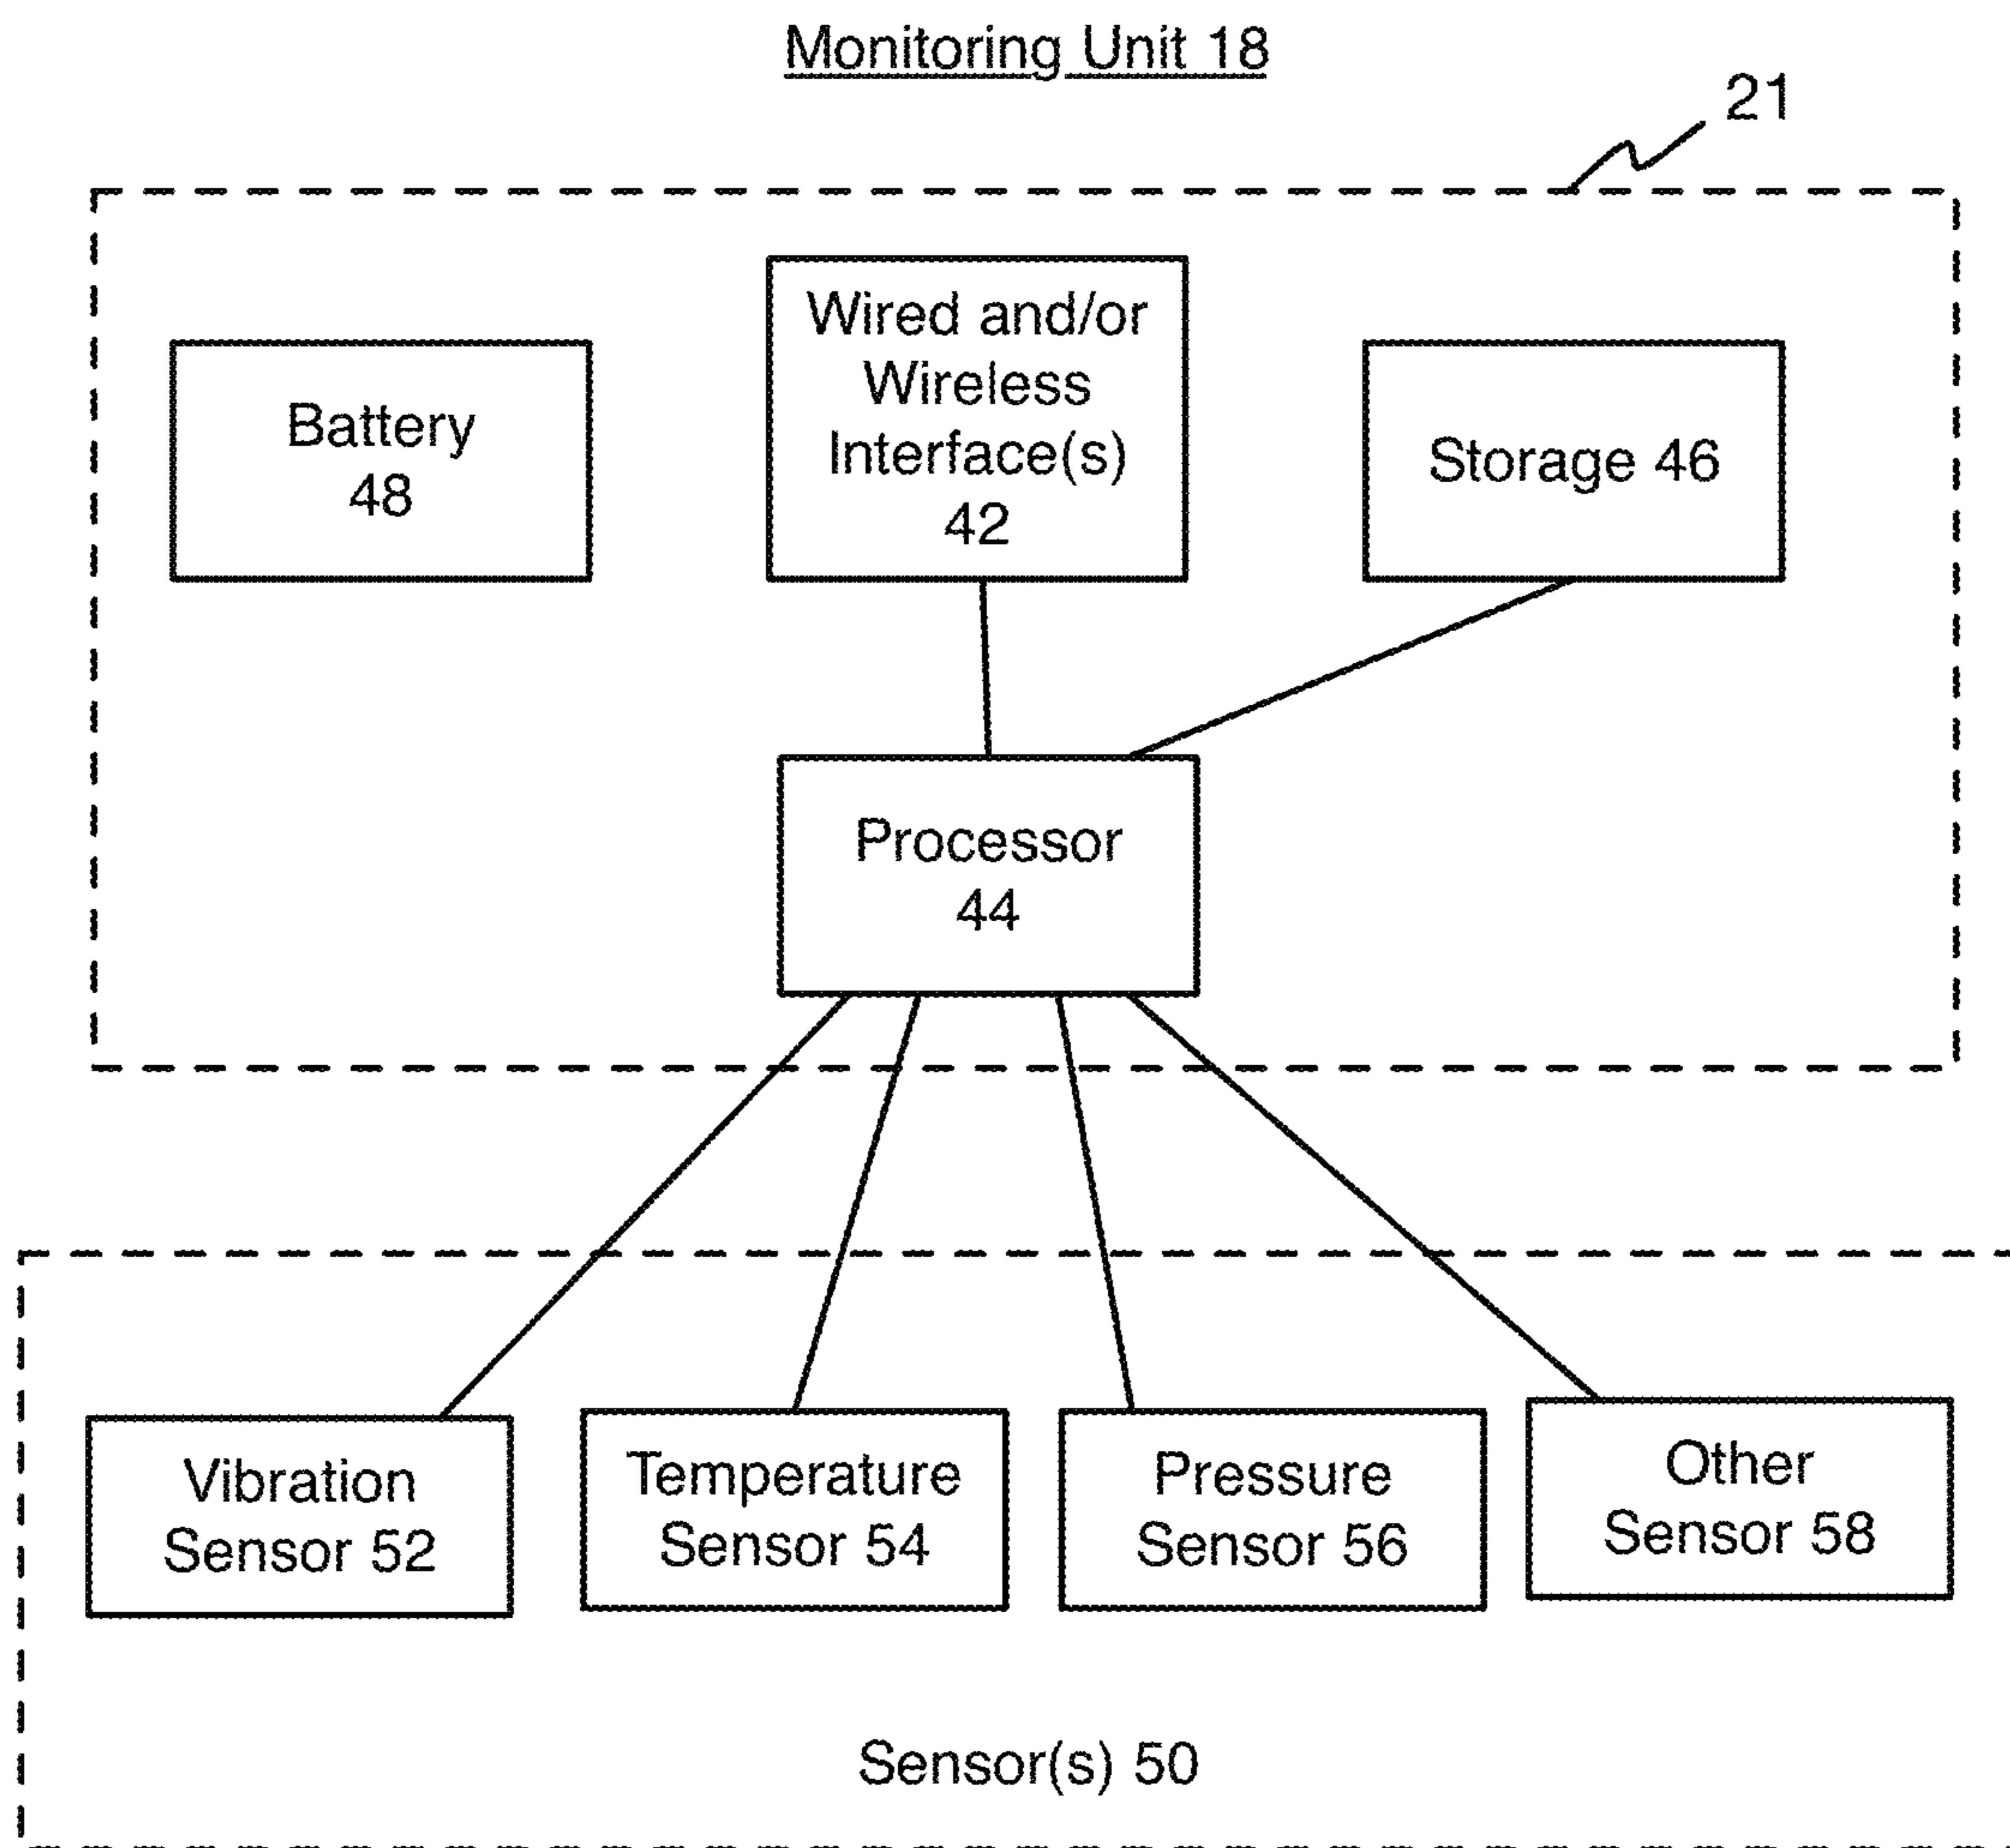 Monitoring Unit 18
21
Wired and/or
Wireless
Interface(s)
42
Battery
48
Storage 46
Processor
44
Vibration
Sensor 52
Temperature
Sensor 54
Pressure
Sensor 56
Other
Sensor 58
Sensor(s) 50